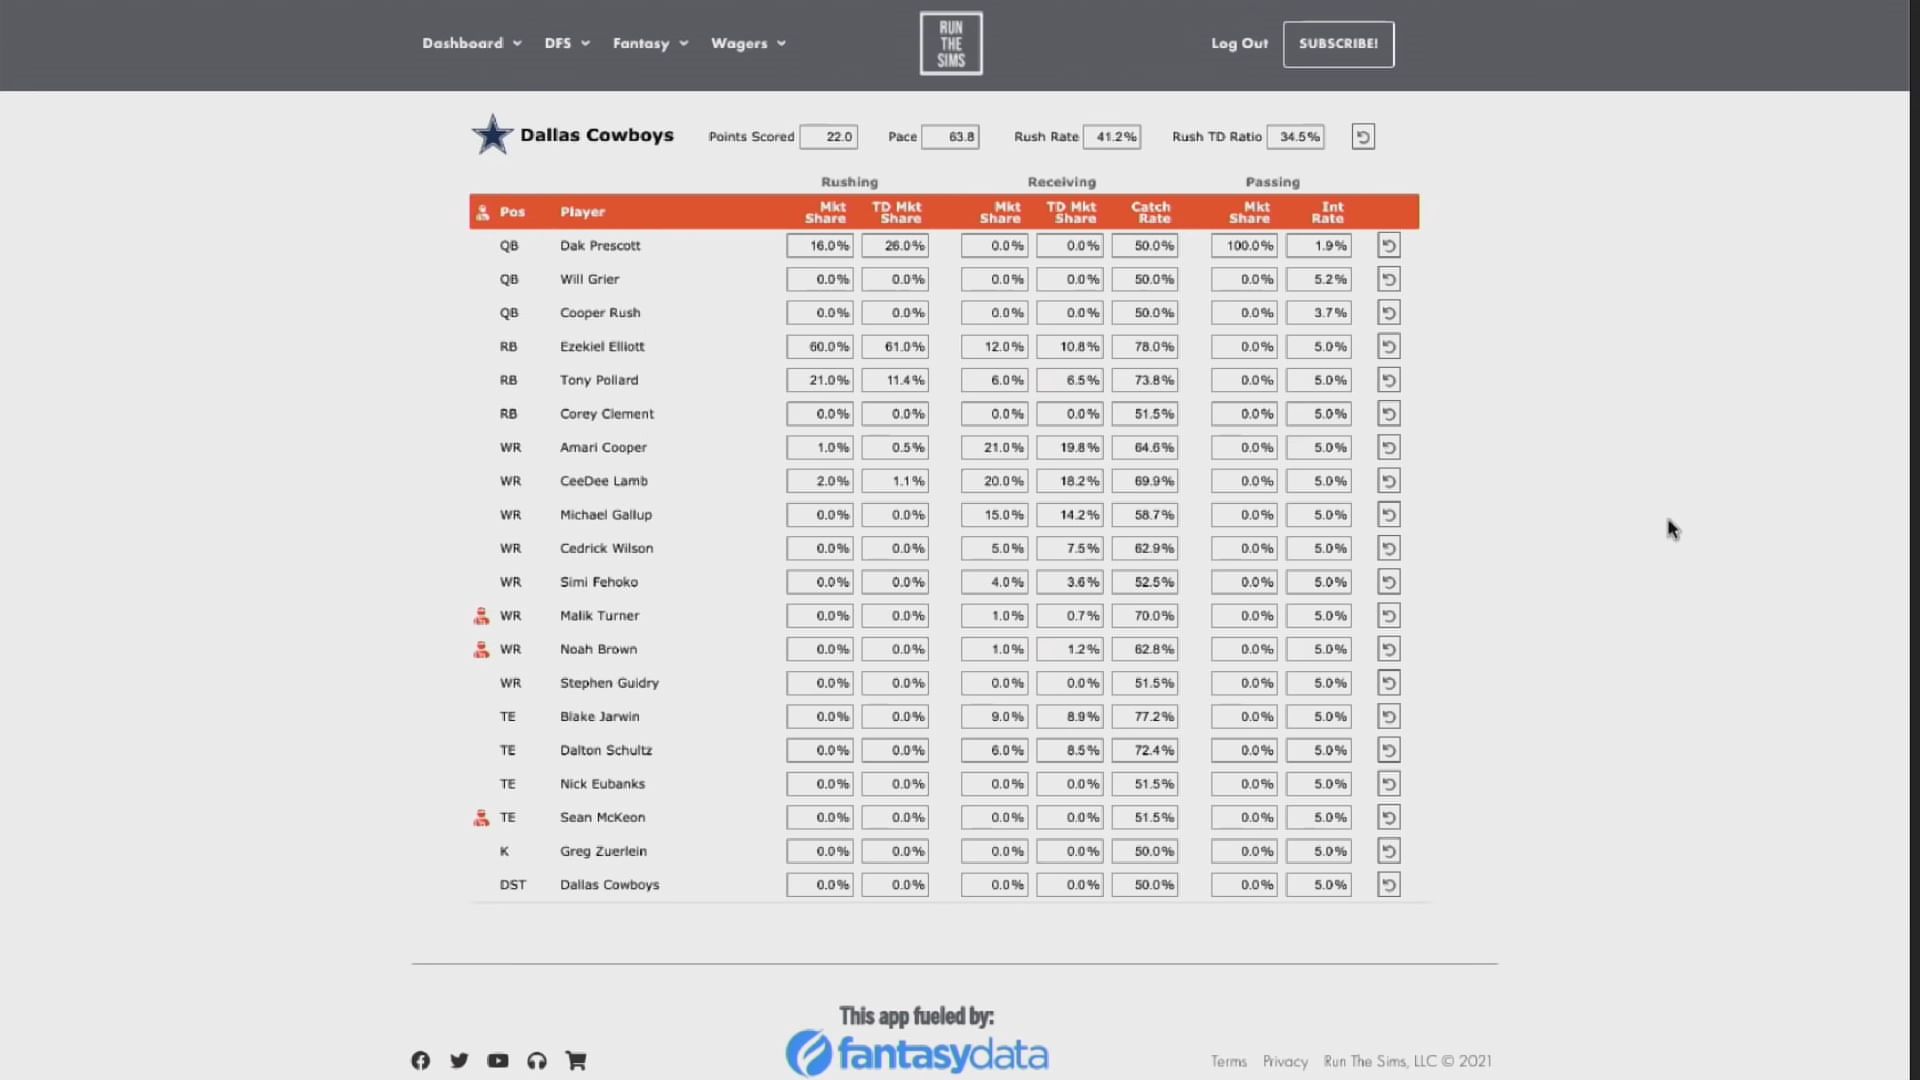 Dashboard DFS Fantasy Wagers RUN THE SIMS Log Out SUBSCRIBE!
Dallas Cowboys Points Scored 22.0 Pace 63.8 Rush Rate 41.2% Rush TD Ratio 34.5%
Rushing Receiving Passing
Pos Player Mkt Share TD Mkt Share Mkt Share TD Mkt Share Catch Rate Mkt Share Int Rate
QB Dak Prescott 16.0% 26.0% 0.0% 0.0% 50.0% 100.0% 1.9%
QB Will Grier 0.0% 0.0% 0.0% 0.0% 50.0% 0.0% 5.2%
QB Cooper Rush 0.0% 0.0% 0.0% 0.0% 50.0% 0.0% 3.7%
RB Ezekiel Elliott 60.0% 61.0% 12.0% 10.8% 78.0% 0.0% 5.0%
RB Tony Pollard 21.0% 11.4% 6.0% 6.5% 73.8% 0.0% 5.0%
RB Corey Clement 0.0% 0.0% 0.0% 0.0% 51.5% 0.0% 5.0%
WR Amari Cooper 1.0% 0.5% 21.0% 19.8% 64.6% 0.0% 5.0%
WR CeeDee Lamb 2.0% 1.1% 20.0% 18.2% 69.9% 0.0% 5.0%
WR Michael Gallup 0.0% 0.0% 15.0% 14.2% 58.7% 0.0% 5.0%
WR Cedrick Wilson 0.0% 0.0% 5.0% 7.5% 62.9% 0.0% 5.0%
WR Simi Fehoko 0.0% 0.0% 4.0% 3.6% 52.5% 0.0% 5.0%
WR Malik Turner 0.0% 0.0% 1.0% 0.7% 70.0% 0.0% 5.0%
WR Noah Brown 0.0% 0.0% 1.0% 1.2% 62.8% 0.0% 5.0%
WR Stephen Guidry 0.0% 0.0% 0.0% 0.0% 51.5% 0.0% 5.0%
TE Blake Jarwin 0.0% 0.0% 9.0% 8.9% 77.2% 0.0% 5.0%
TE Dalton Schultz 0.0% 0.0% 6.0% 8.5% 72.4% 0.0% 5.0%
TE Nick Eubanks 0.0% 0.0% 0.0% 0.0% 51.5% 0.0% 5.0%
TE Sean McKeon 0.0% 0.0% 0.0% 0.0% 51.5% 0.0% 5.0%
K Greg Zuerlein 0.0% 0.0% 0.0% 0.0% 50.0% 0.0% 5.0%
DST Dallas Cowboys 0.0% 0.0% 0.0% 0.0% 50.0% 0.0% 5.0%
This app fueled by:
fantasydata
Terms Privacy Run The Sims, LLC © 2021